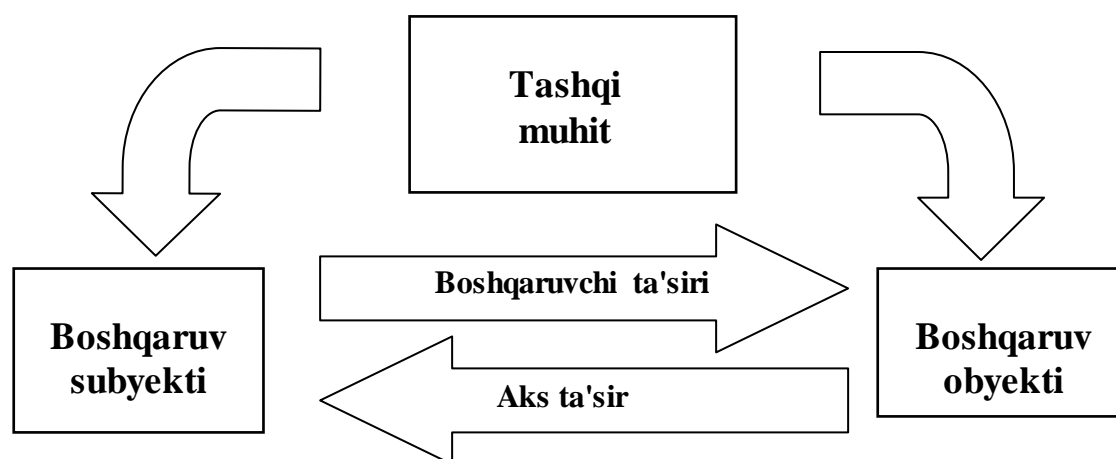 Tashqi
muhit
Boshqaruvchi ta'siri
Boshqaruv
subyekti
Boshqaruv
obyekti
Aks ta'sir